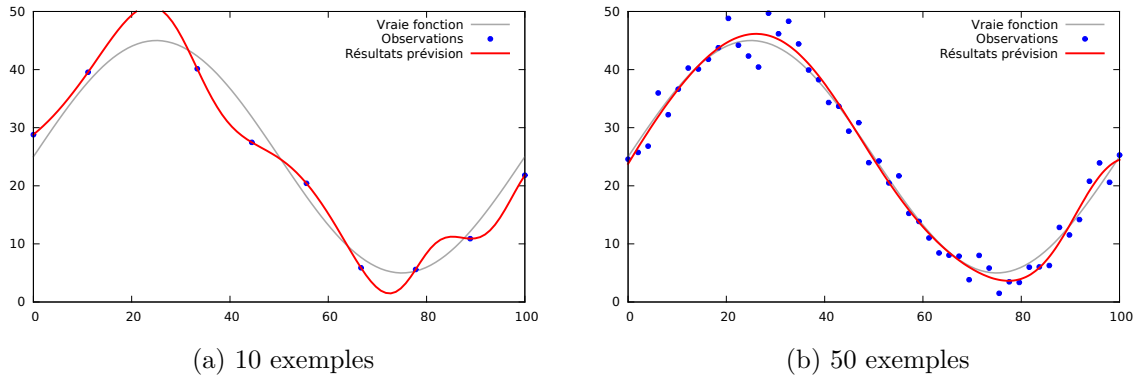 Vraie fonction
Observations
Résultats prévision
50
40
30
20
10
0
0 20 40 60 80 100
(a) 10 exemples
Vraie fonction
Observations
Résultats prévision
50
40
30
20
10
0
0 20 40 60 80 100
(b) 50 exemples